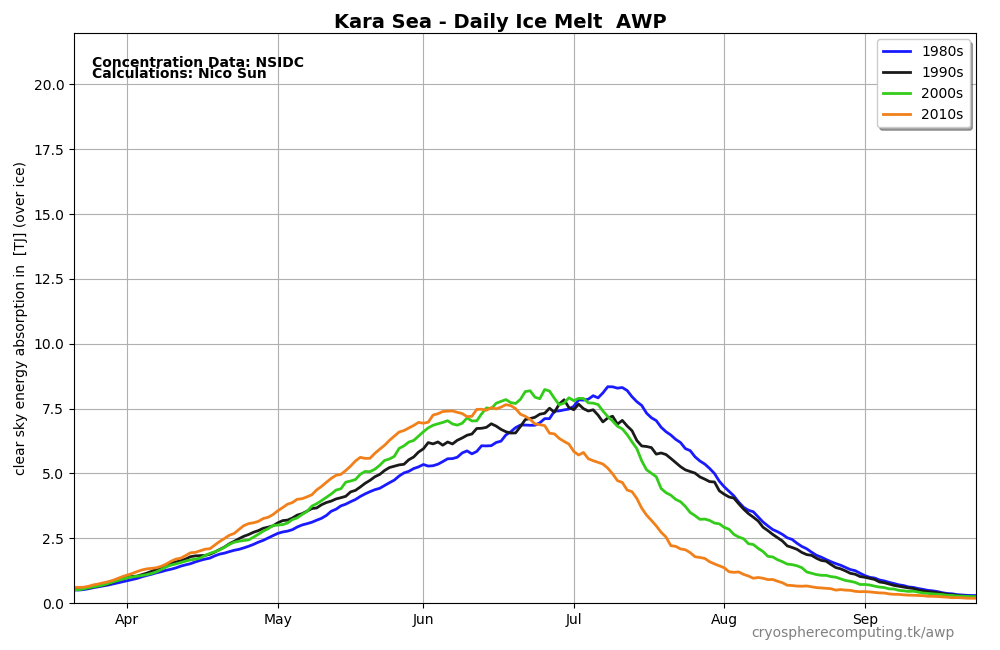 Kara Sea - Daily Ice Melt  AWP
Concentration Data: NSIDC
Calculations: Nico Sun
1980s
1990s
2000s
2010s
clear sky energy absorption in  [TJ] (over ice)
20.0
17.5
15.0
12.5
10.0
7.5
5.0
2.5
0.0
Apr
May
Jun
Jul
Aug
Sep
cryospherecomputing.tk/awp